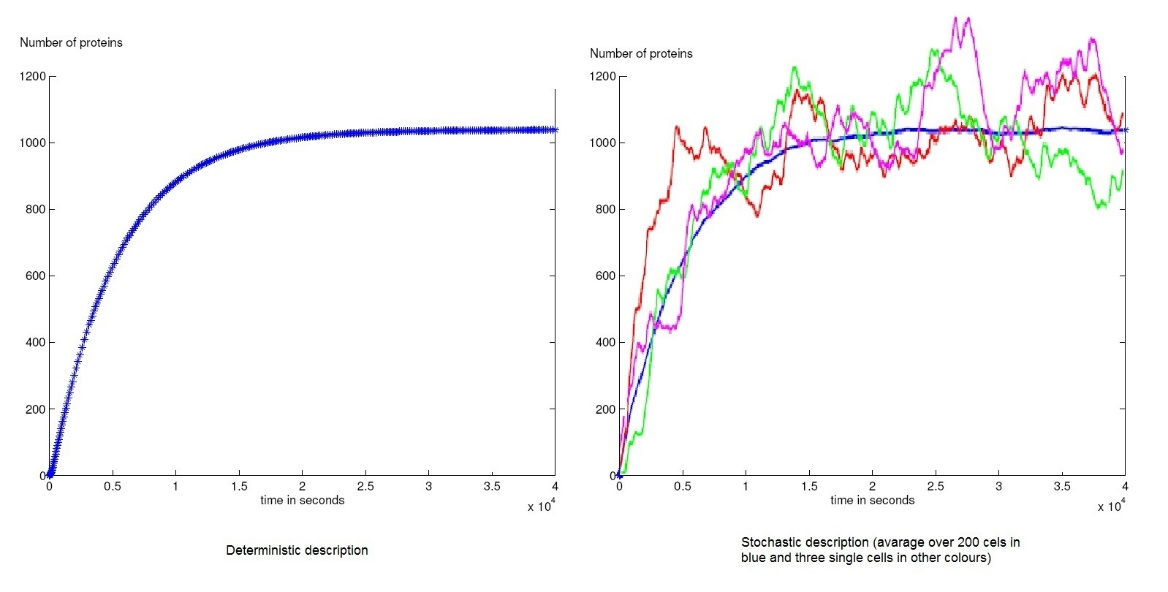 Number of proteins
1200
1000
800
600
400
200
0
0 0.5 1 1.5 2 2.5 3 3.5 4
time in seconds
x 10^4
Deterministic description
Number of proteins
1200
1000
800
600
400
200
0
0 0.5 1 1.5 2 2.5 3 3.5 4
time in seconds
x 10^4
Stochastic description (avarage over 200 cels in
blue and three single cells in other colours)